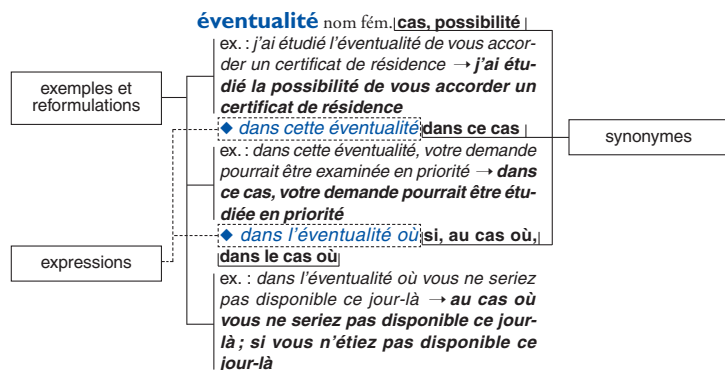 éventualité nom fém. cas, possibilité
ex. : j'ai étudié l'éventualité de vous accor-
der un certificat de résidence → j'ai étu-
dié la possibilité de vous accorder un
certificat de résidence
◆ dans cette éventualité dans ce cas
ex. : dans cette éventualité, votre demande
pourrait être examinée en priorité → dans
ce cas, votre demande pourrait être étu-
diée en priorité
◆ dans l'éventualité où si, au cas où,
dans le cas où
ex. : dans l'éventualité où vous ne seriez
pas disponible ce jour-là → au cas où
vous ne seriez pas disponible ce jour-
là ; si vous n'étiez pas disponible ce
jour-là
exemples et
reformulations
expressions
synonymes